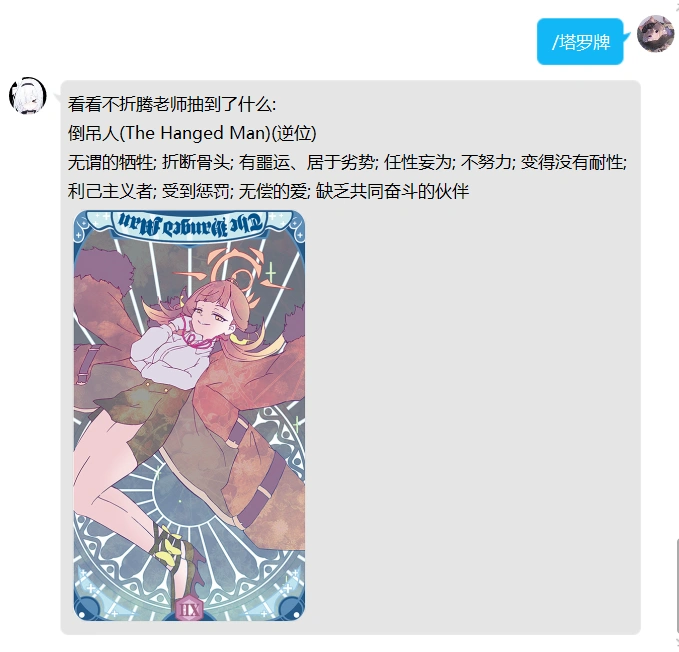 /塔罗牌
看看不折腾老师抽到了什么:
倒吊人(The Hanged Man)(逆位)
无谓的牺牲; 折断骨头; 有噩运、居于劣势; 任性妄为; 不努力; 变得没有耐性;
利己主义者; 受到惩罚; 无偿的爱; 缺乏共同奋斗的伙伴
The Hanged Man
XII